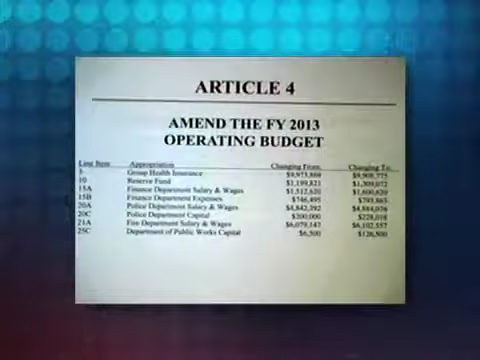 ARTICLE 4
AMEND THE FY 2013
OPERATING BUDGET
Line Item Appropriation Changing From: Changing To:
5 Group Health Insurance $9,973,888 $9,908,775
10 Reserve Fund $1,199,821 $1,309,072
15A Finance Department Salary & Wages $1,512,620 $1,600,620
15B Finance Department Expenses $746,495 $793,865
20A Police Department Salary & Wages $4,842,392 $4,884,076
20C Police Department Capital $200,000 $228,018
21A Fire Department Salary & Wages $6,079,147 $6,102,557
25C Department of Public Works Capital $6,500 $126,500